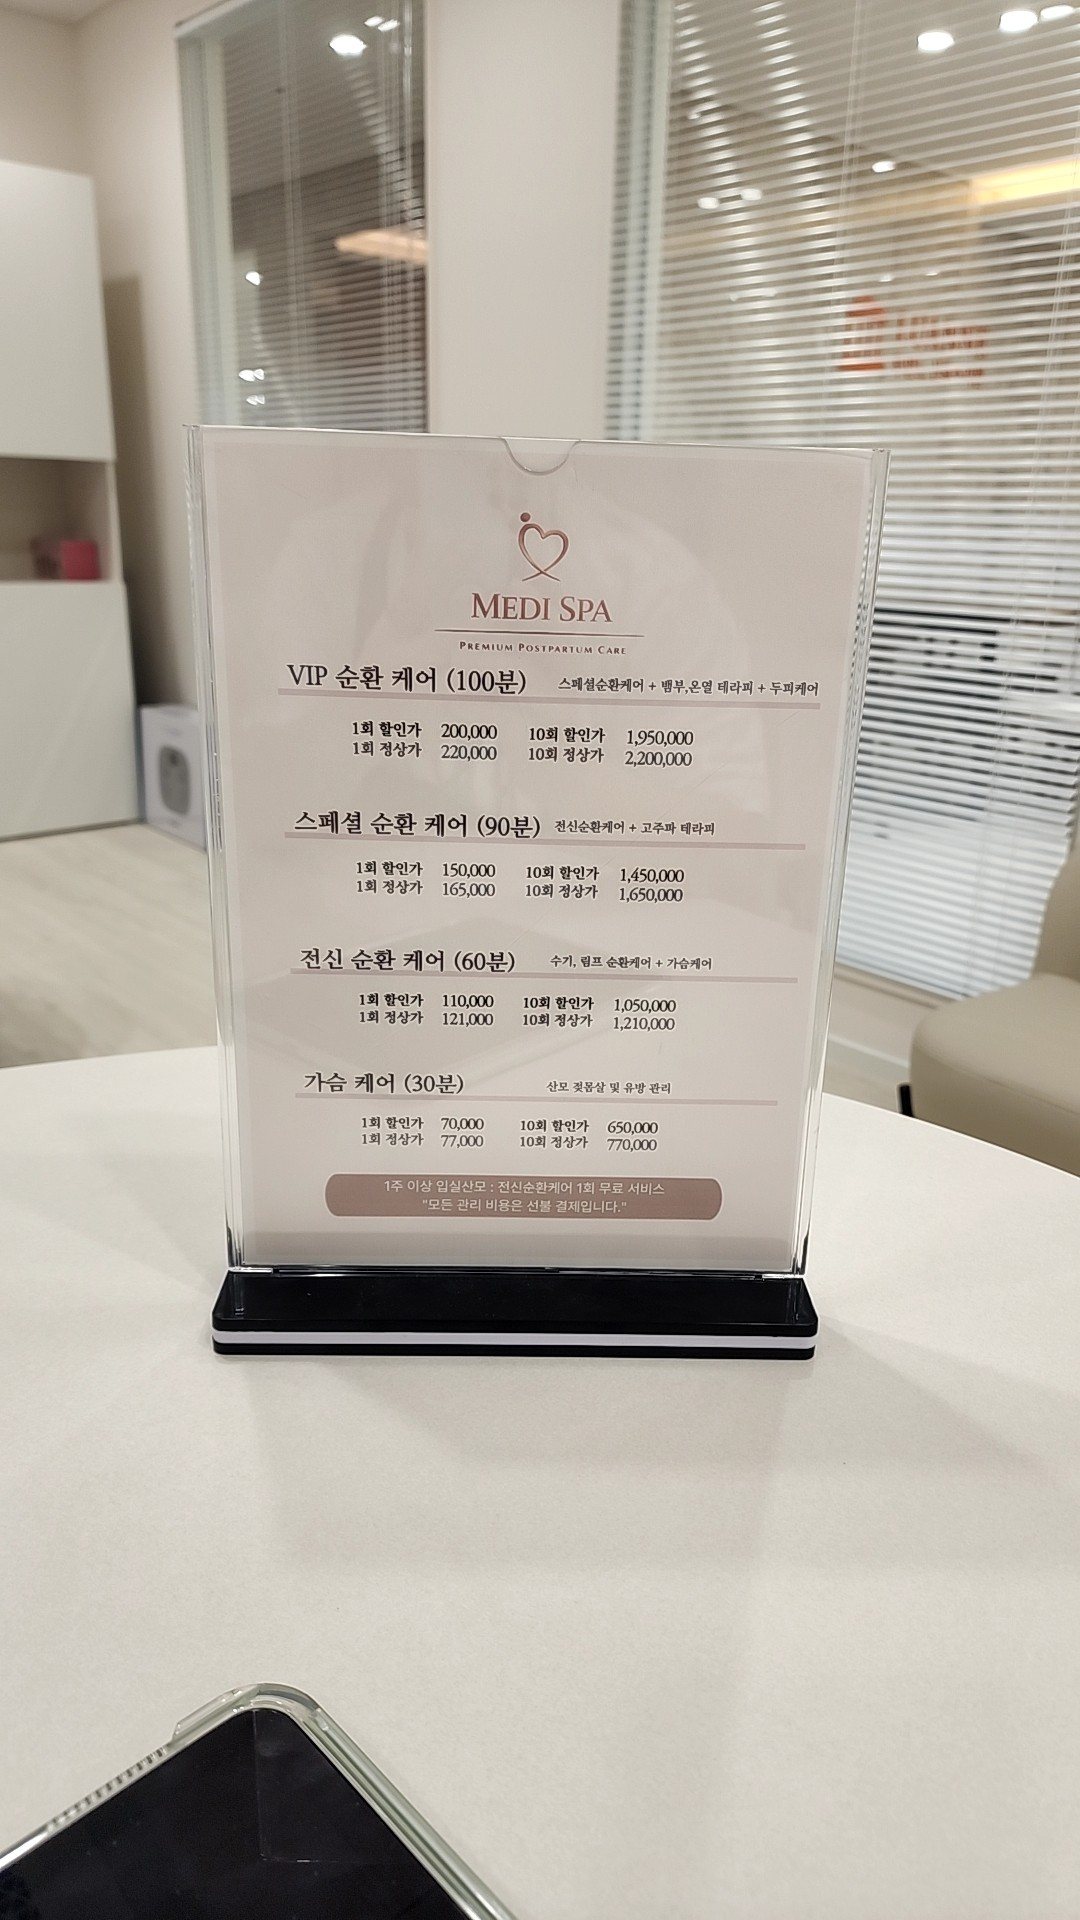 MEDI SPA
PREMIUM POSTPARTUM CARE
VIP 순환 케어 (100분) 스페셜순환케어 + 뱀부,온열 테라피 + 두피케어
1회 할인가 200,000 10회 할인가 1,950,000
1회 정상가 220,000 10회 정상가 2,200,000
스페셜 순환 케어 (90분) 전신순환케어 + 고주파 테라피
1회 할인가 150,000 10회 할인가 1,450,000
1회 정상가 165,000 10회 정상가 1,650,000
전신 순환 케어 (60분) 수기, 림프 순환케어 + 가슴케어
1회 할인가 110,000 10회 할인가 1,050,000
1회 정상가 121,000 10회 정상가 1,210,000
가슴 케어 (30분) 산모 젖몸살 및 유방 관리
1회 할인가 70,000 10회 할인가 650,000
1회 정상가 77,000 10회 정상가 770,000
1주 이상 입실산모 : 전신순환케어 1회 무료 서비스
"모든 관리 비용은 선불 결제입니다."